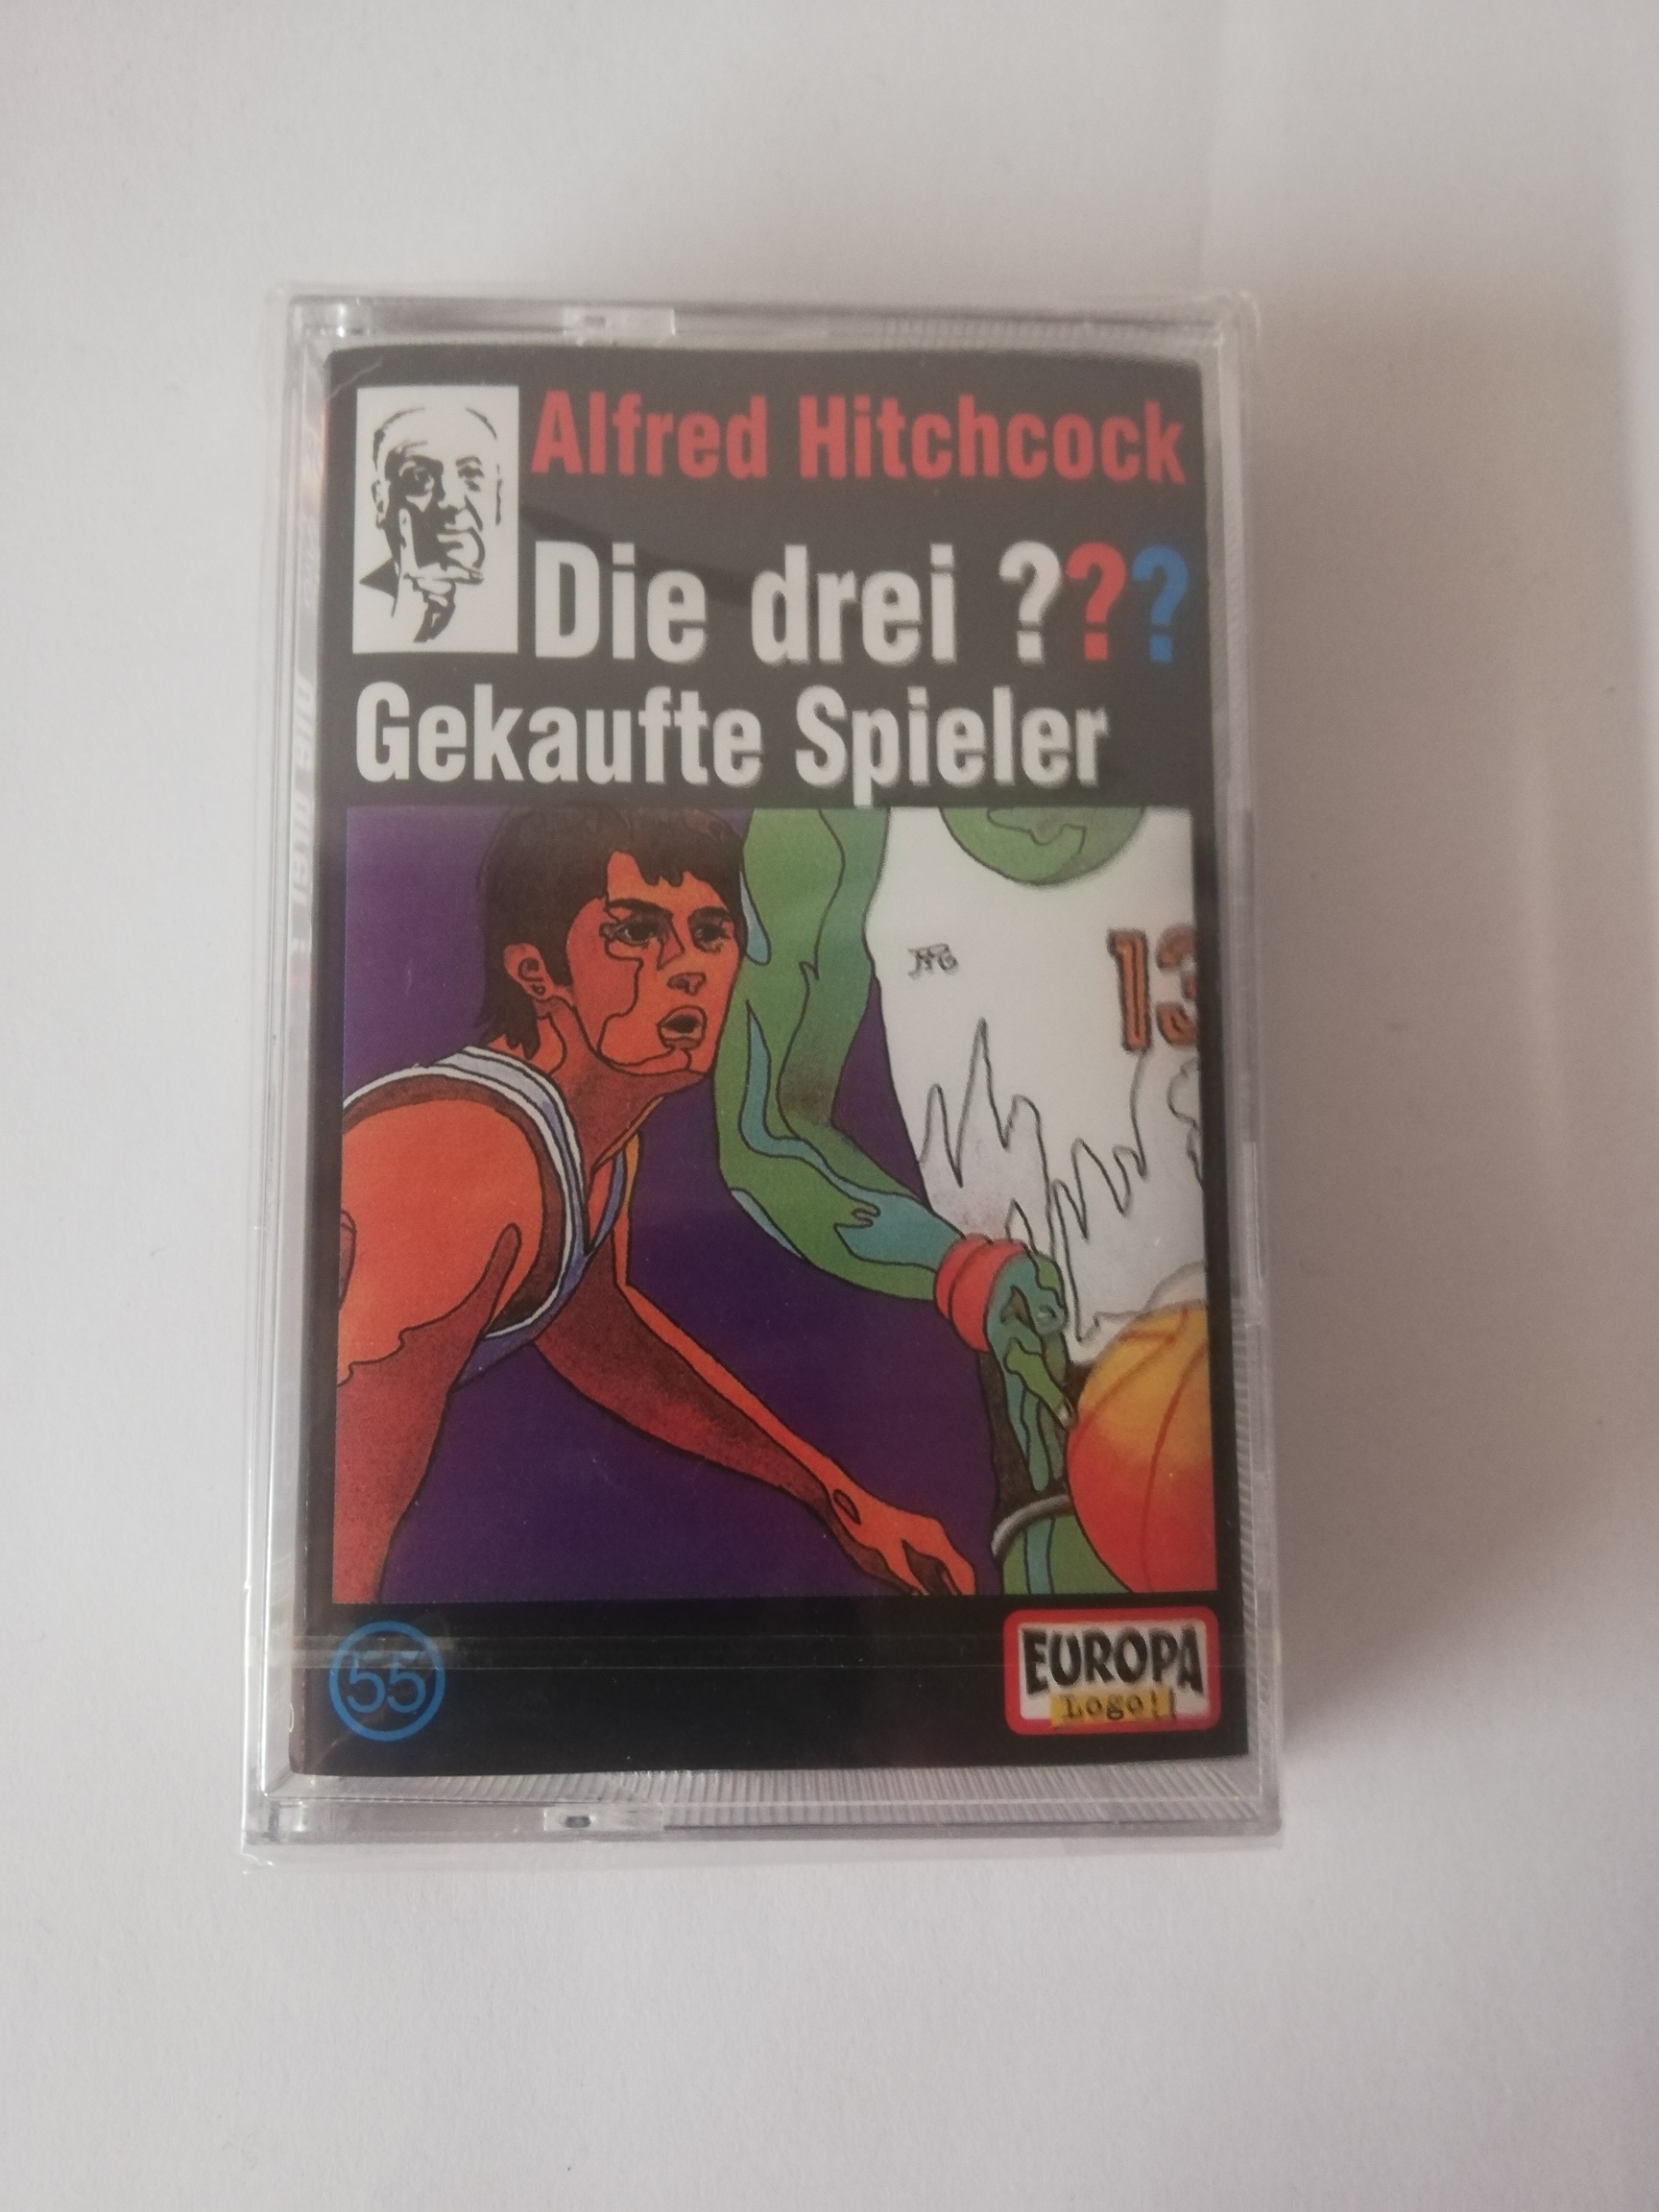 Alfred Hitchcock
Die drei ???
Gekaufte Spieler
13
55
EUROPA
Logo!